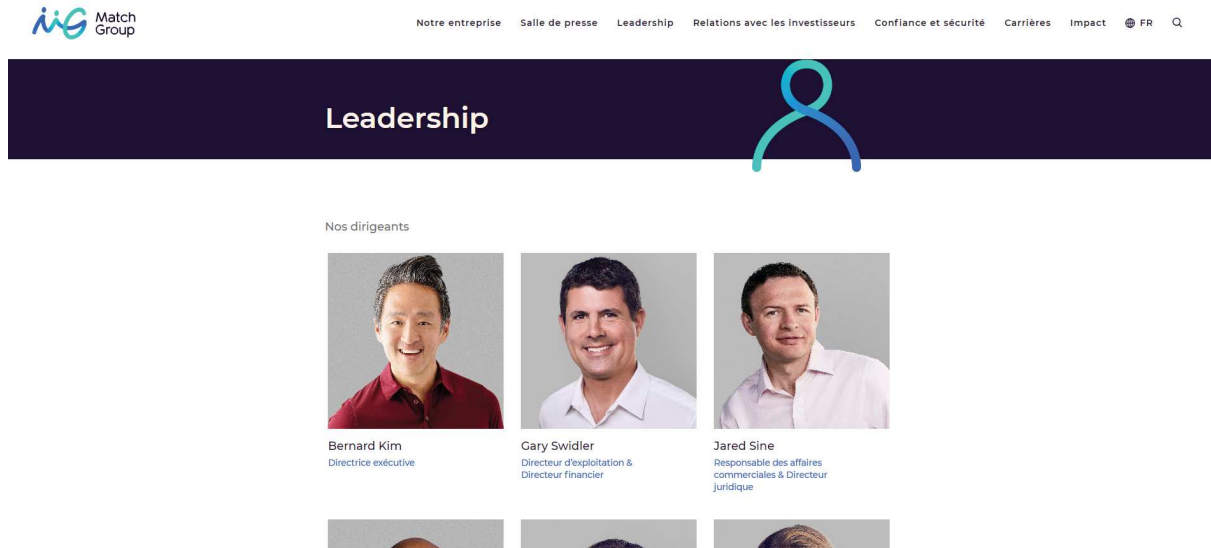 Match
Group
Notre entreprise Salle de presse Leadership Relations avec les investisseurs Confiance et sécurité Carrières Impact FR
Leadership
Nos dirigeants
Bernard Kim
Directrice exécutive
Gary Swidler
Directeur d'exploitation &
Directeur financier
Jared Sine
Responsable des affaires
commerciales & Directeur
juridique